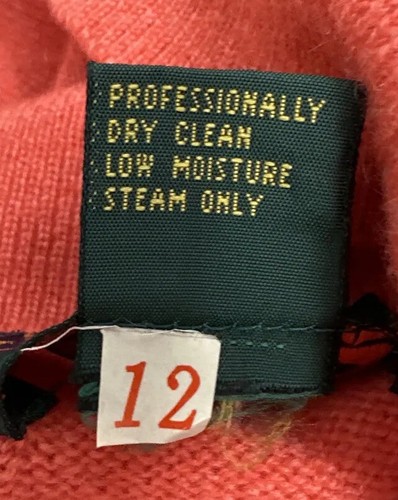 PROFESSIONALLY
DRY CLEAN
LOW MOISTURE
STEAM ONLY
12